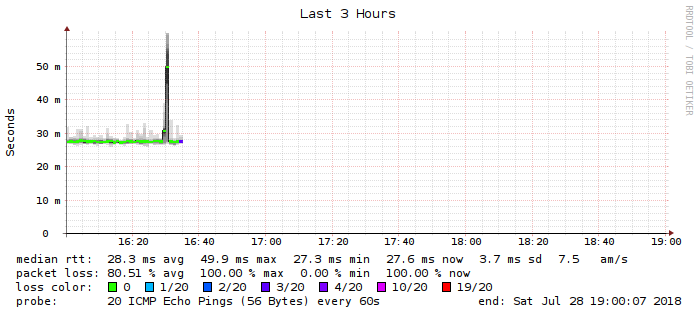 Last 3 Hours
RRDTOOL / TOBI OETIKER
Seconds
50 m
40 m
30 m
20 m
10 m
0
16:20 16:40 17:00 17:20 17:40 18:00 18:20 18:40 19:00
median rtt: 28.3 ms avg 49.9 ms max 27.3 ms min 27.6 ms now 3.7 ms sd 7.5 am/s
packet loss: 80.51 % avg 100.00 % max 0.00 % min 100.00 % now
loss color: 0 1/20 2/20 3/20 4/20 10/20 19/20
probe: 20 ICMP Echo Pings (56 Bytes) every 60s end: Sat Jul 28 19:00:07 2018